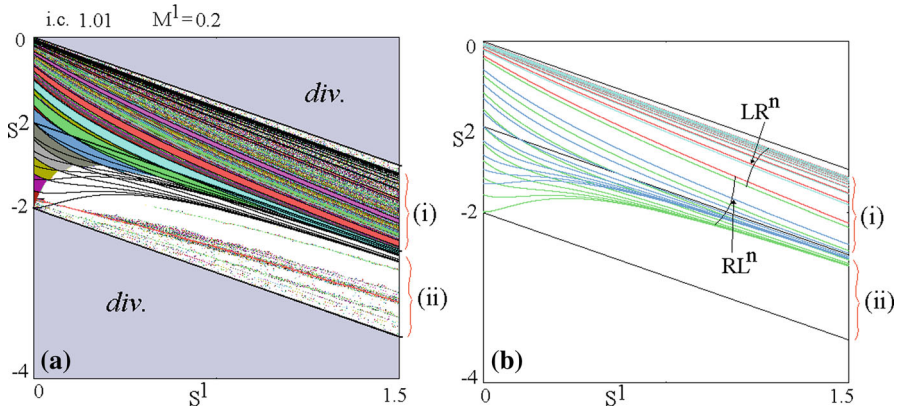 i.c. 1.01 M¹=0.2
0
div.
S²
-2
(i)
(ii)
div.
(a)
-4
0
S¹
1.5
0
LRⁿ
S²
-2
(i)
RLⁿ
(ii)
(b)
-4
0
S¹
1.5